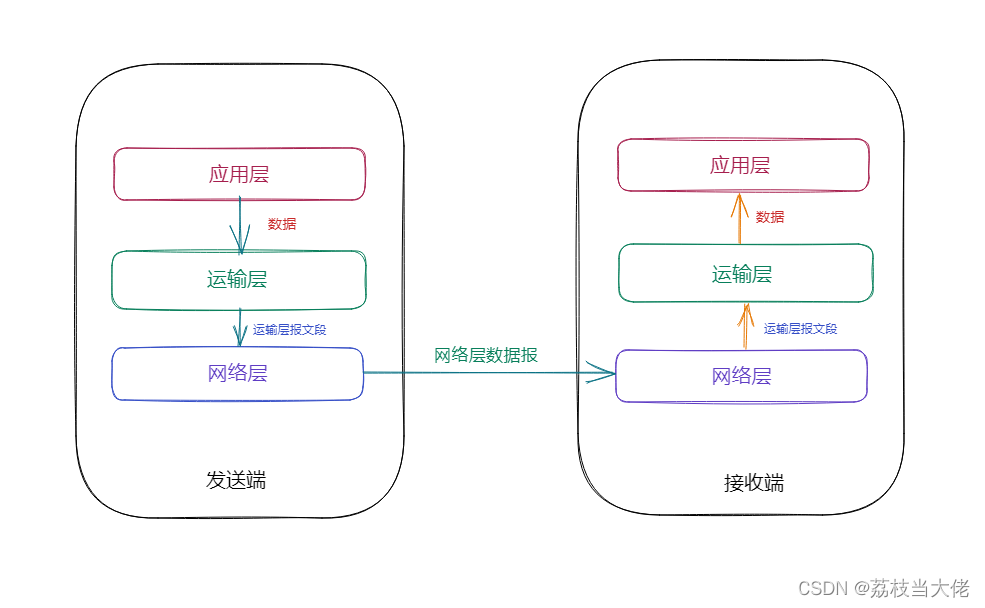 应用层
数据
运输层
运输层报文段
网络层
发送端
网络层数据报
应用层
数据
运输层
运输层报文段
网络层
接收端
CSDN @荔枝当大佬